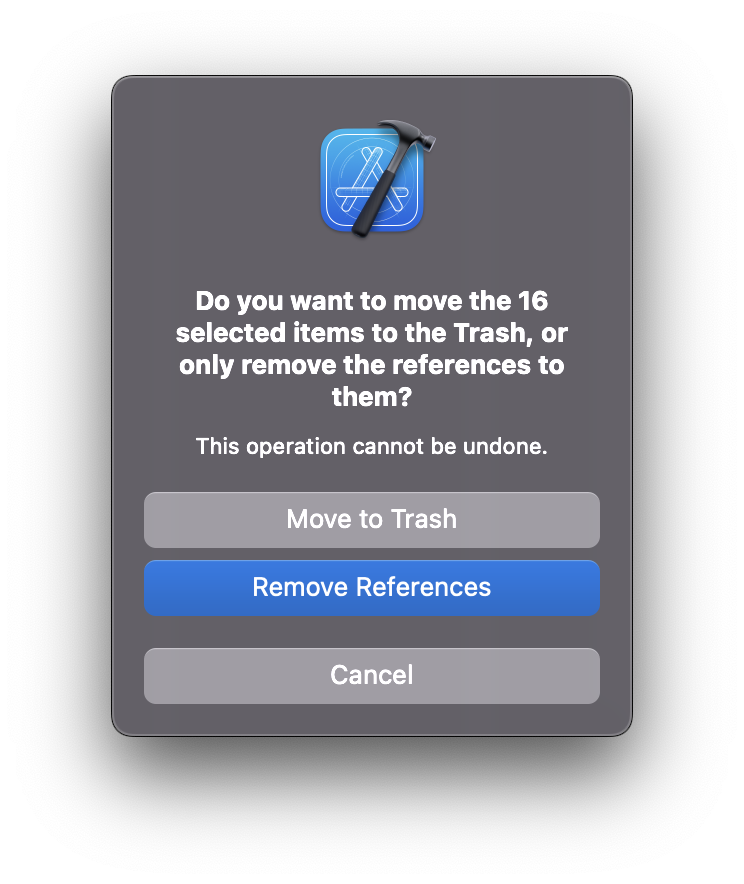 Do you want to move the 16
selected items to the Trash, or
only remove the references to
them?
This operation cannot be undone.
Move to Trash
Remove References
Cancel